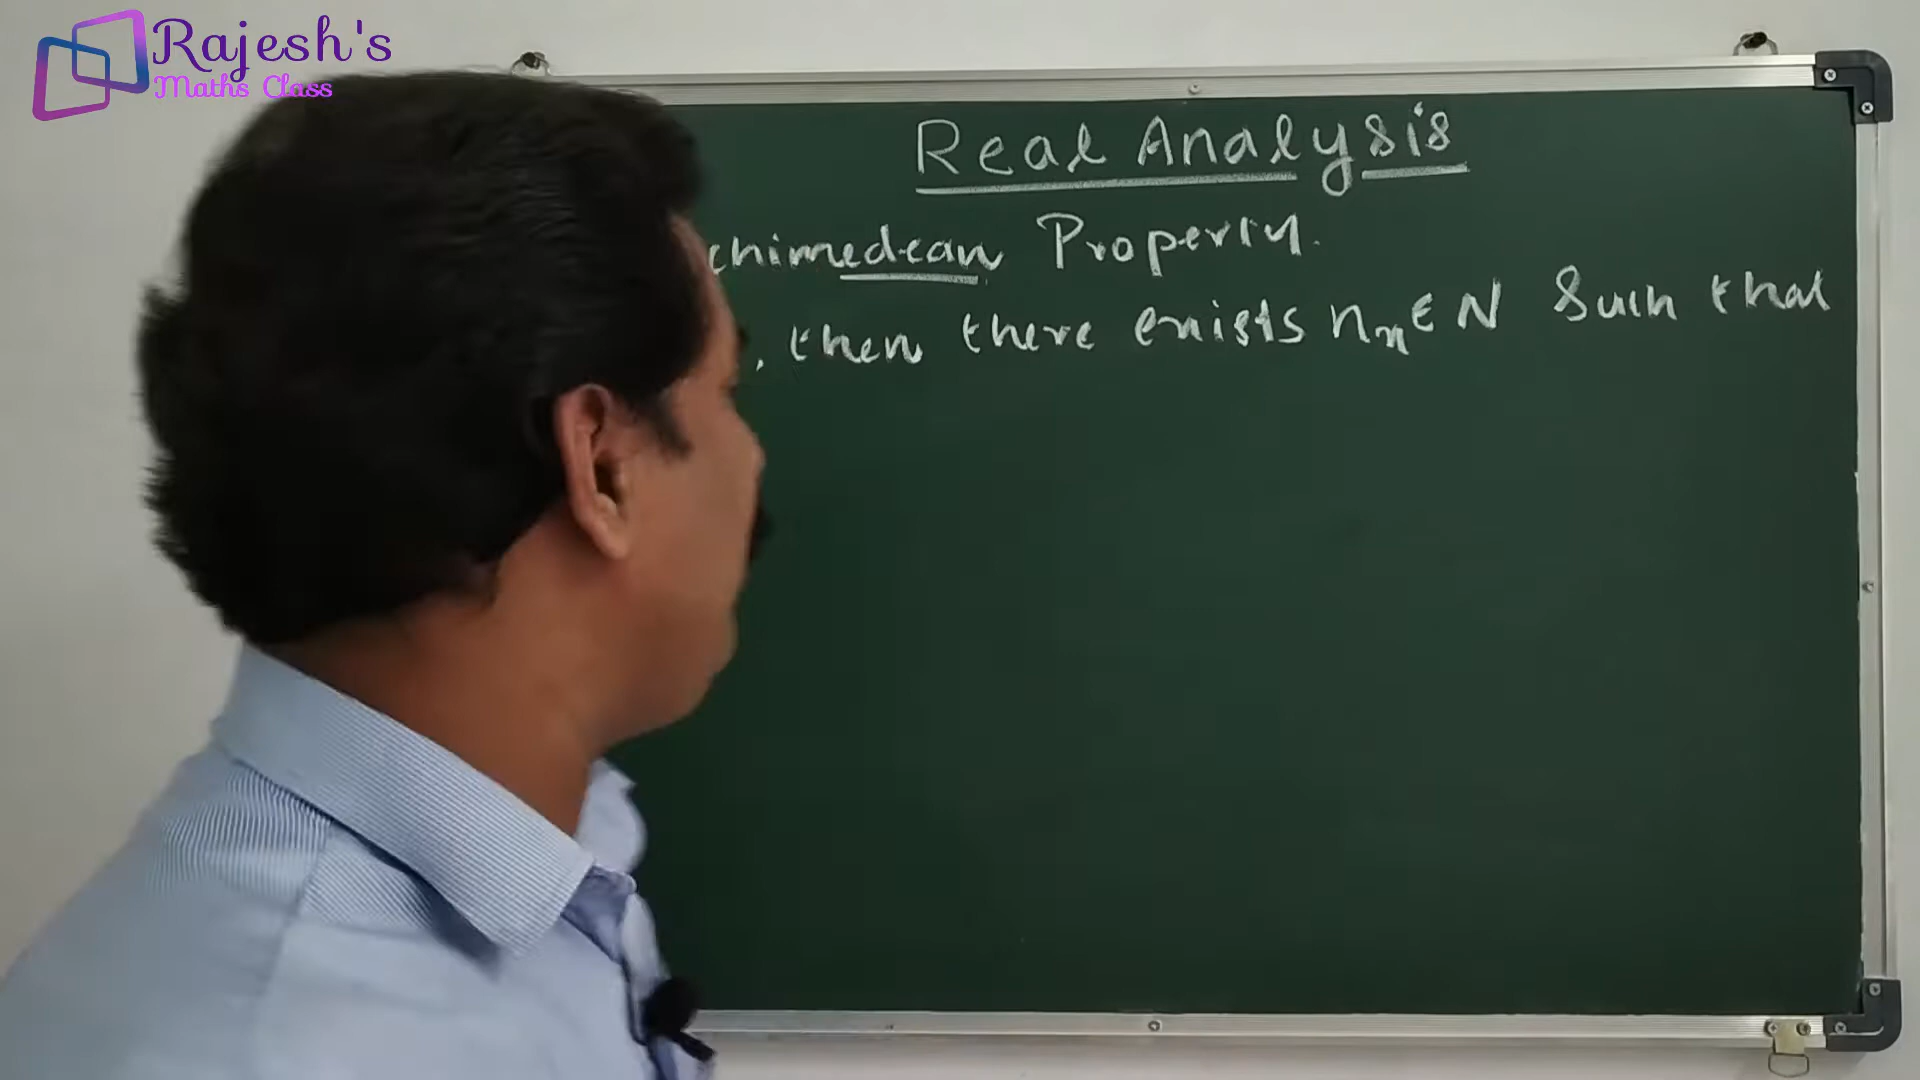 Rajesh's
Maths Class
Real Analysis
chimedean Property.
, then there exists nₓ ∈ N Such that